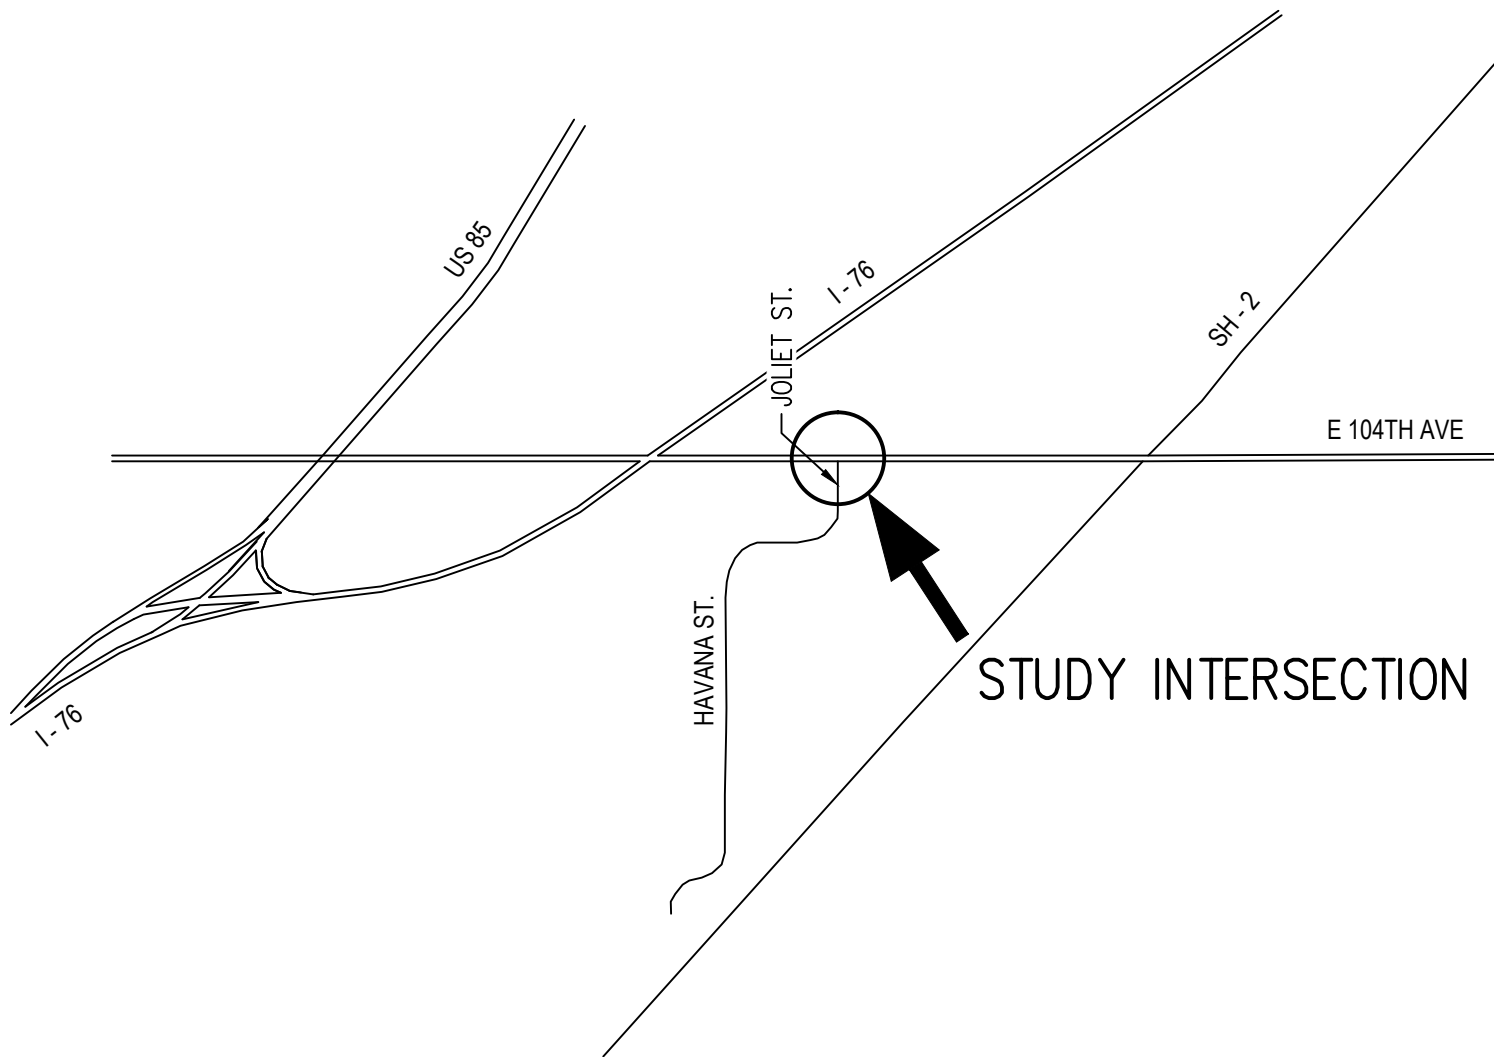 US 85
I - 76
JOLIET ST.
SH - 2
E 104TH AVE
HAVANA ST.
STUDY INTERSECTION
I - 76